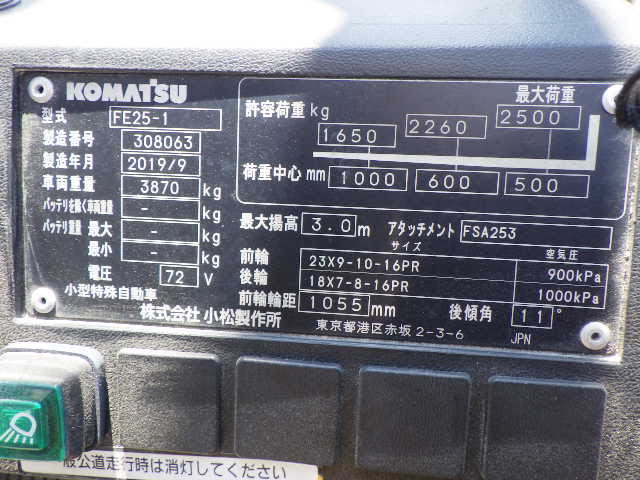 KOMATSU
型式 FE25-1
製造番号 308063
製造年月 2019/9
車両重量 3870 kg
バッテリを除く車両重量 - kg
バッテリ重量 最大 - kg
最小 - kg
電圧 72 V
小型特殊自動車
株式会社 小松製作所
許容荷重 kg
最大荷重
1650 2260 2500
荷重中心 mm 1000 600 500
最大揚高 3.0 m アタッチメント FSA253
サイズ 空気圧
前輪 23X9-10-16PR 900kPa
後輪 18X7-8-16PR 1000kPa
前輪輪距 1055 mm 後傾角 11°
東京都港区赤坂2-3-6 JPN
般公道走行時は消灯してください